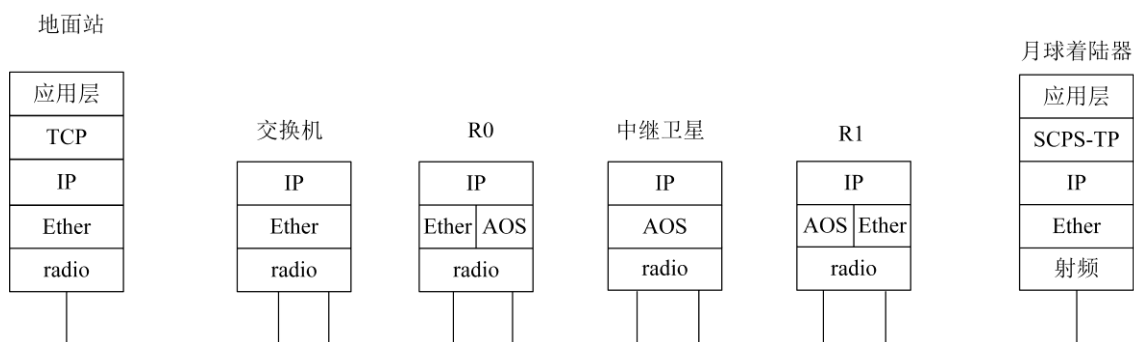 地面站
应用层
TCP
IP
Ether
radio
交换机
IP
Ether
radio
R0
IP
Ether AOS
radio
中继卫星
IP
AOS
radio
R1
IP
AOS Ether
radio
月球着陆器
应用层
SCPS-TP
IP
Ether
射频